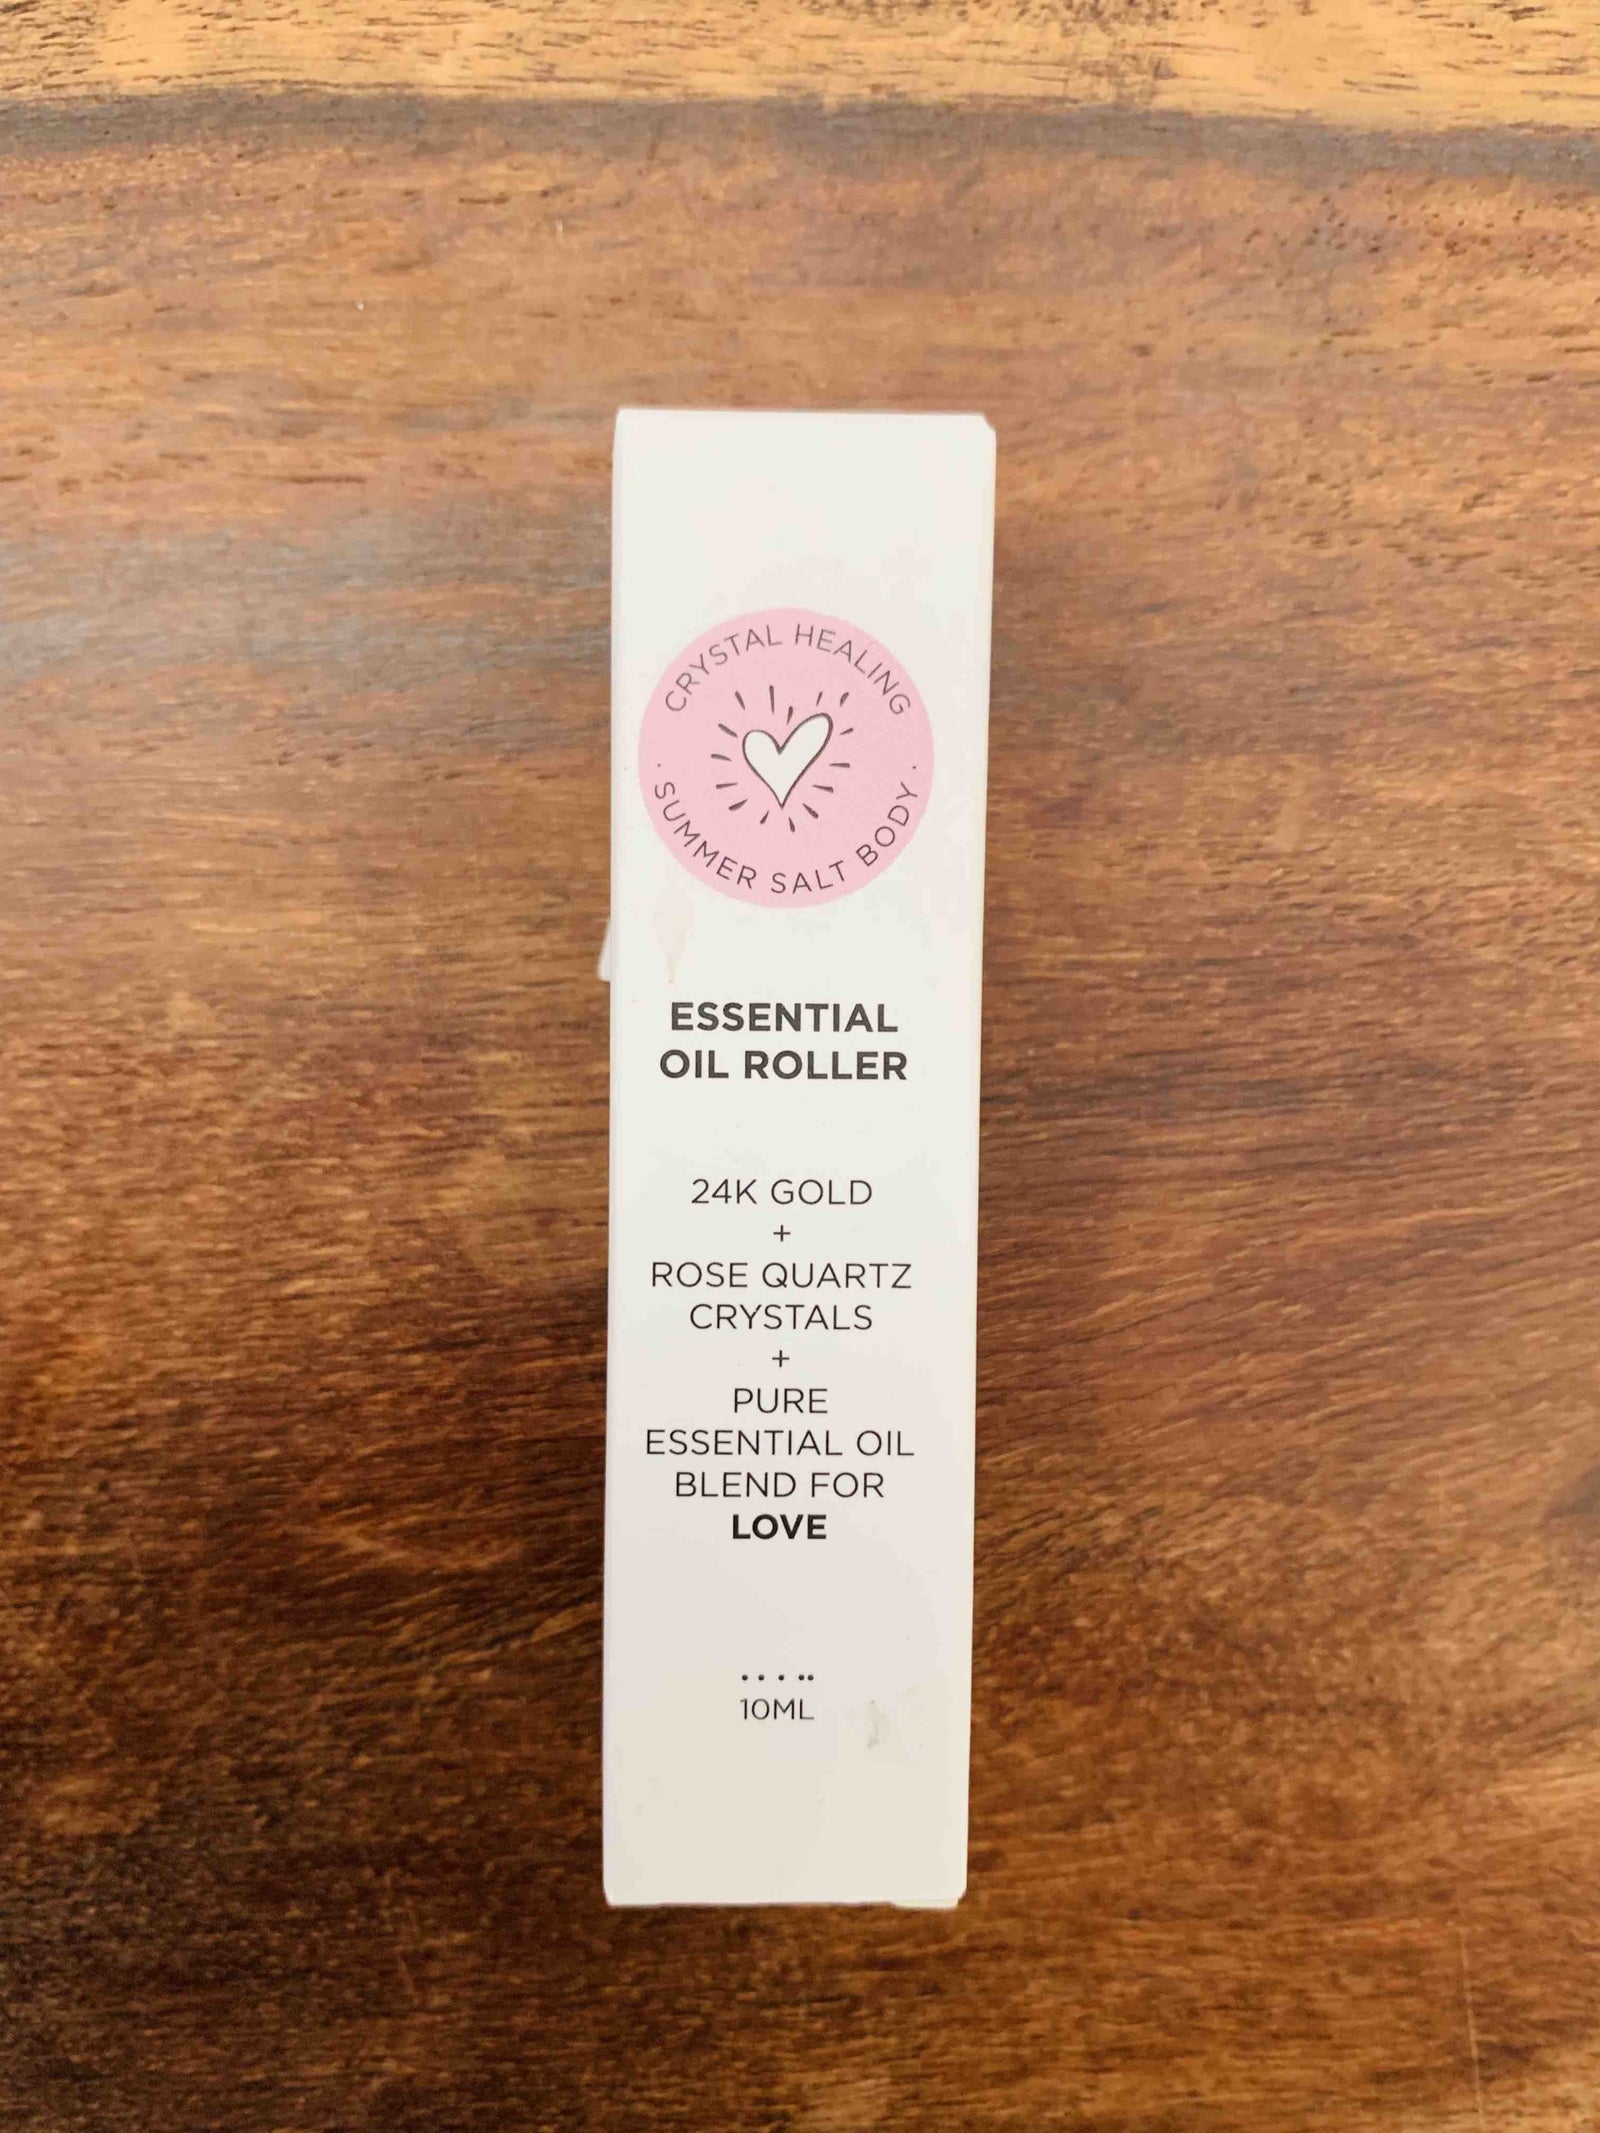 CRYSTAL HEALING
· SUMMER SALT BODY ·
ESSENTIAL
OIL ROLLER
24K GOLD
+
ROSE QUARTZ
CRYSTALS
+
PURE
ESSENTIAL OIL
BLEND FOR
LOVE
10ML